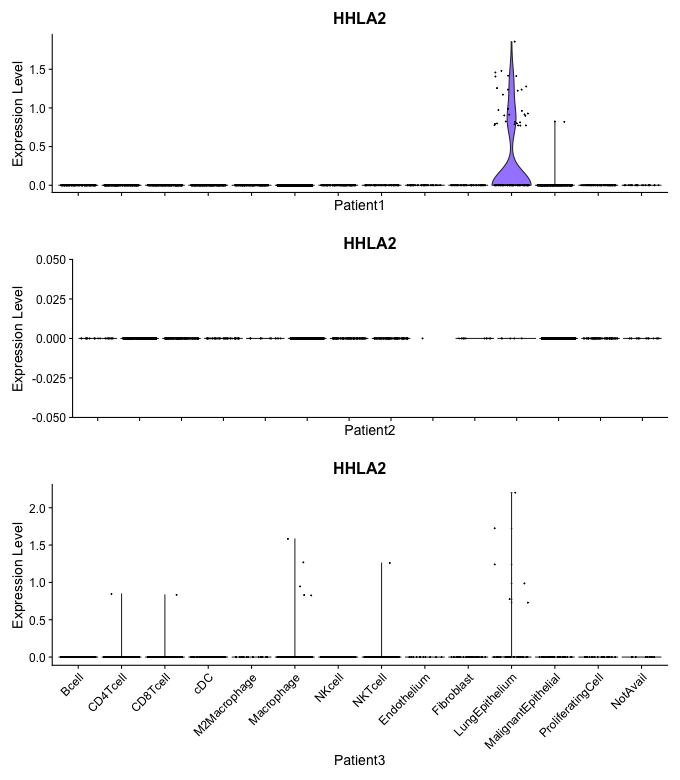 HHLA2
Expression Level
1.5
1.0
0.5
0.0
Patient1
HHLA2
Expression Level
0.050
0.025
0.000
-0.025
-0.050
Patient2
HHLA2
Expression Level
2.0
1.5
1.0
0.5
0.0
Bcell
CD4Tcell
CD8Tcell
cDC
M2Macrophage
Macrophage
NKcell
NKTcell
Endothelium
Fibroblast
LungEpithelium
MalignantEpithelial
ProliferatingCell
NotAvail
Patient3